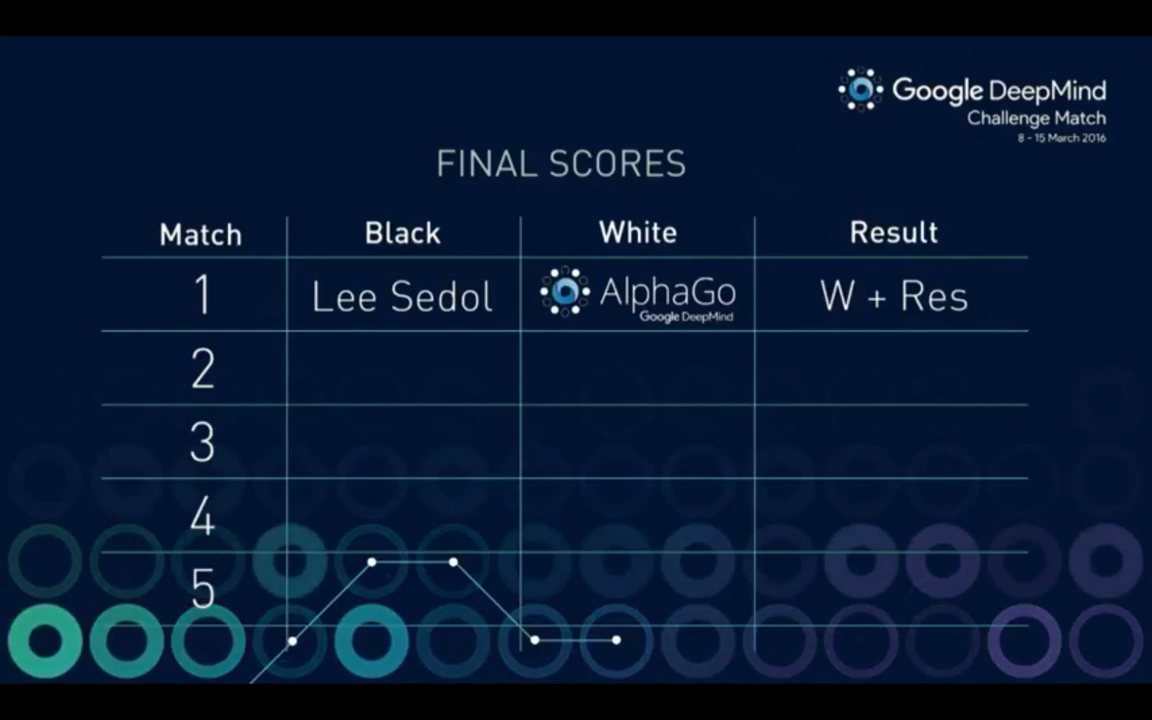 Google DeepMind
Challenge Match
8 - 15 March 2016
FINAL SCORES
Match Black White Result
1 Lee Sedol AlphaGo W + Res
Google DeepMind
2
3
4
5